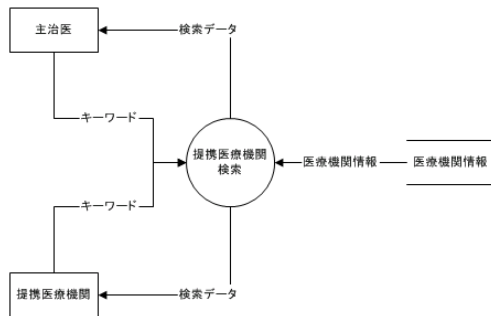 主治医
検索データ
キーワード
提携医療機関
検索
医療機関情報
医療機関情報
キーワード
提携医療機関
検索データ